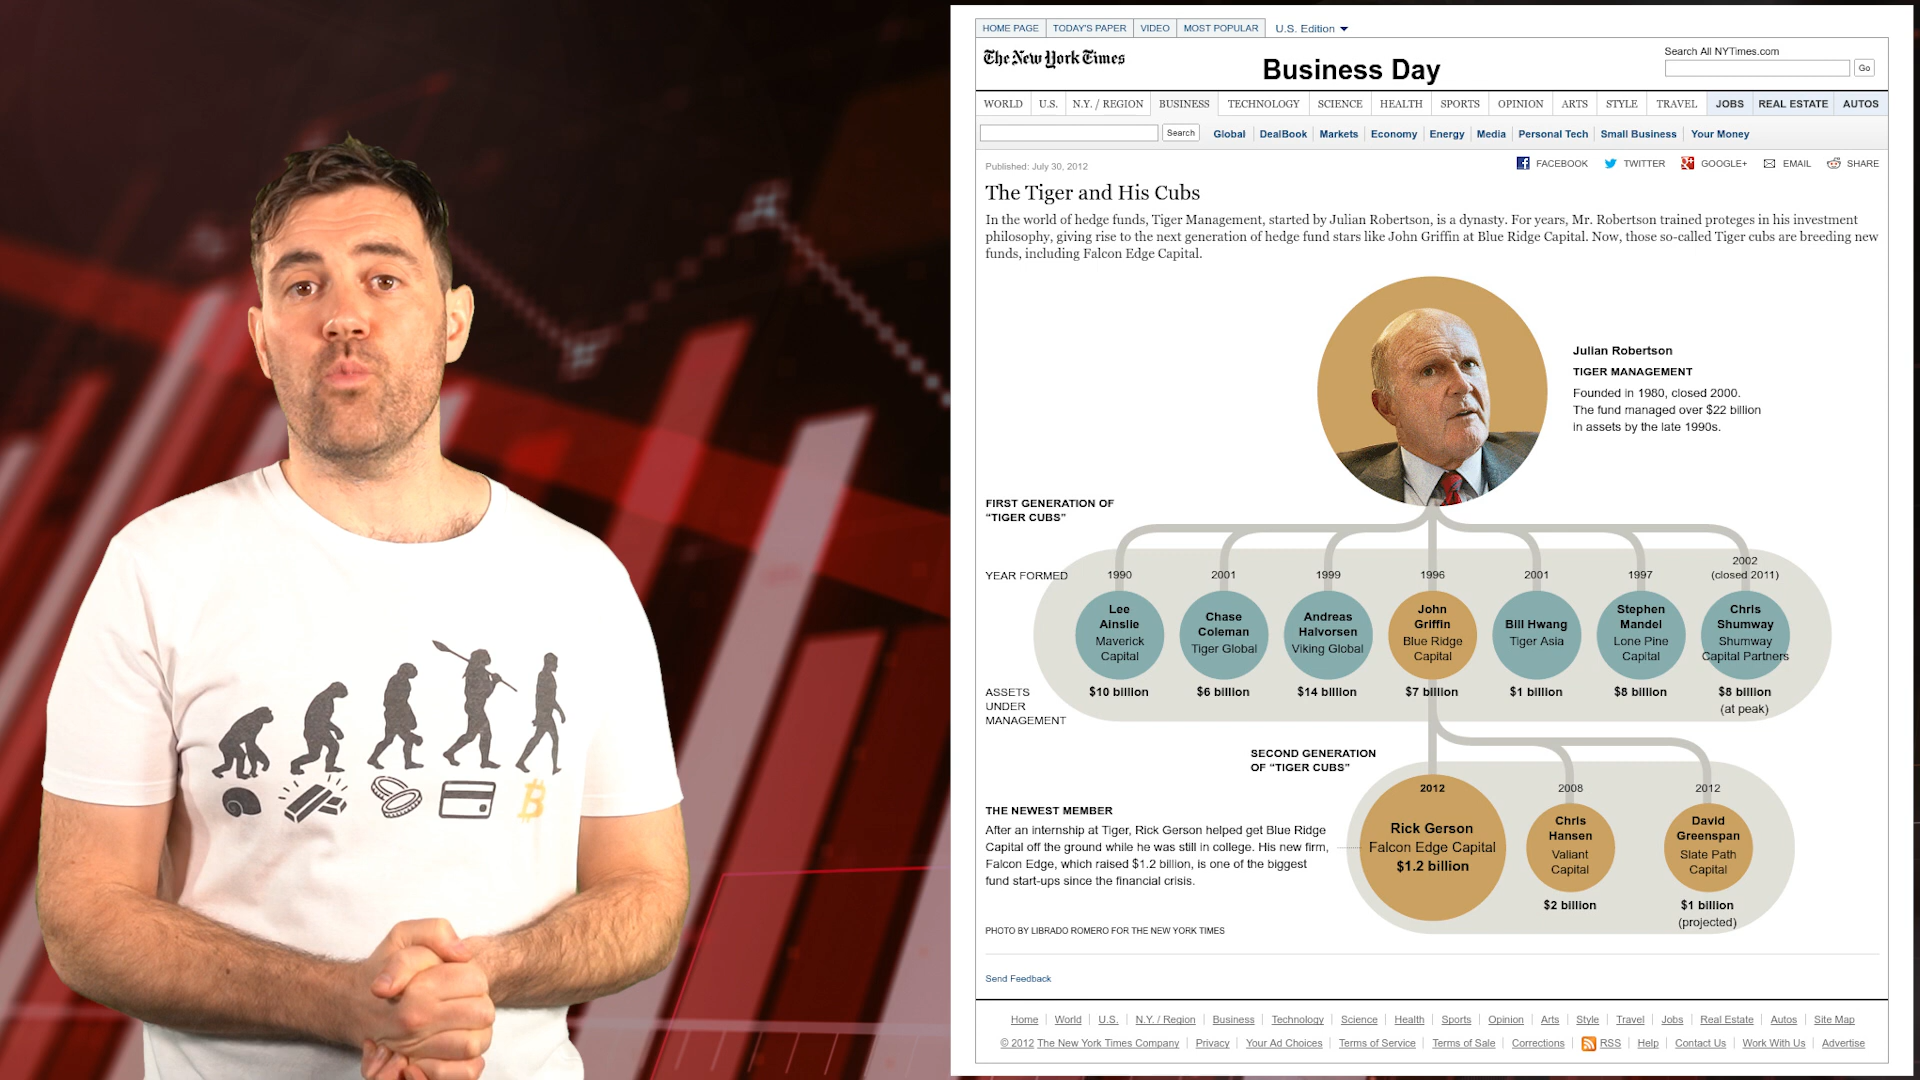 HOME PAGE TODAY'S PAPER VIDEO MOST POPULAR U.S. Edition
The New York Times
Business Day
Search All NYTimes.com
Go
WORLD U.S. N.Y. / REGION BUSINESS TECHNOLOGY SCIENCE HEALTH SPORTS OPINION ARTS STYLE TRAVEL JOBS REAL ESTATE AUTOS
Search Global DealBook Markets Economy Energy Media Personal Tech Small Business Your Money
Published: July 30, 2012
FACEBOOK TWITTER GOOGLE+ EMAIL SHARE
The Tiger and His Cubs
In the world of hedge funds, Tiger Management, started by Julian Robertson, is a dynasty. For years, Mr. Robertson trained proteges in his investment
philosophy, giving rise to the next generation of hedge fund stars like John Griffin at Blue Ridge Capital. Now, those so-called Tiger cubs are breeding new
funds, including Falcon Edge Capital.
Julian Robertson
TIGER MANAGEMENT
Founded in 1980, closed 2000.
The fund managed over $22 billion
in assets by the late 1990s.
FIRST GENERATION OF
“TIGER CUBS”
YEAR FORMED
1990
Lee
Ainslie
Maverick
Capital
$10 billion
2001
Chase
Coleman
Tiger Global
$6 billion
1999
Andreas
Halvorsen
Viking Global
$14 billion
1996
John
Griffin
Blue Ridge
Capital
$7 billion
2001
Bill Hwang
Tiger Asia
$1 billion
1997
Stephen
Mandel
Lone Pine
Capital
$8 billion
2002
(closed 2011)
Chris
Shumway
Shumway
Capital Partners
$8 billion
(at peak)
ASSETS
UNDER
MANAGEMENT
SECOND GENERATION
OF “TIGER CUBS”
THE NEWEST MEMBER
After an internship at Tiger, Rick Gerson helped get Blue Ridge
Capital off the ground while he was still in college. His new firm,
Falcon Edge, which raised $1.2 billion, is one of the biggest
fund start-ups since the financial crisis.
2012
Rick Gerson
Falcon Edge Capital
$1.2 billion
2008
Chris
Hansen
Valiant
Capital
$2 billion
2012
David
Greenspan
Slate Path
Capital
$1 billion
(projected)
PHOTO BY LIBRADO ROMERO FOR THE NEW YORK TIMES
Send Feedback
Home World U.S. N.Y. / Region Business Technology Science Health Sports Opinion Arts Style Travel Jobs Real Estate Autos Site Map
© 2012 The New York Times Company Privacy Your Ad Choices Terms of Service Terms of Sale Corrections RSS Help Contact Us Work With Us Advertise